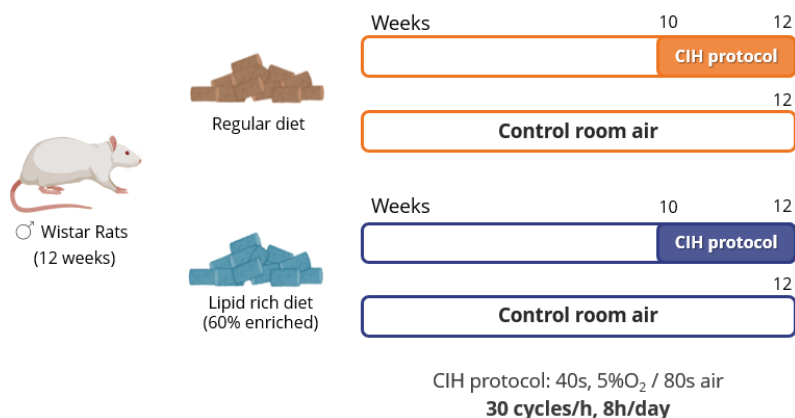 Weeks
10
12
CIH protocol
Regular diet
12
Control room air
♂ Wistar Rats
(12 weeks)
Weeks
10
12
CIH protocol
Lipid rich diet
(60% enriched)
12
Control room air
CIH protocol: 40s, 5%O₂ / 80s air
30 cycles/h, 8h/day